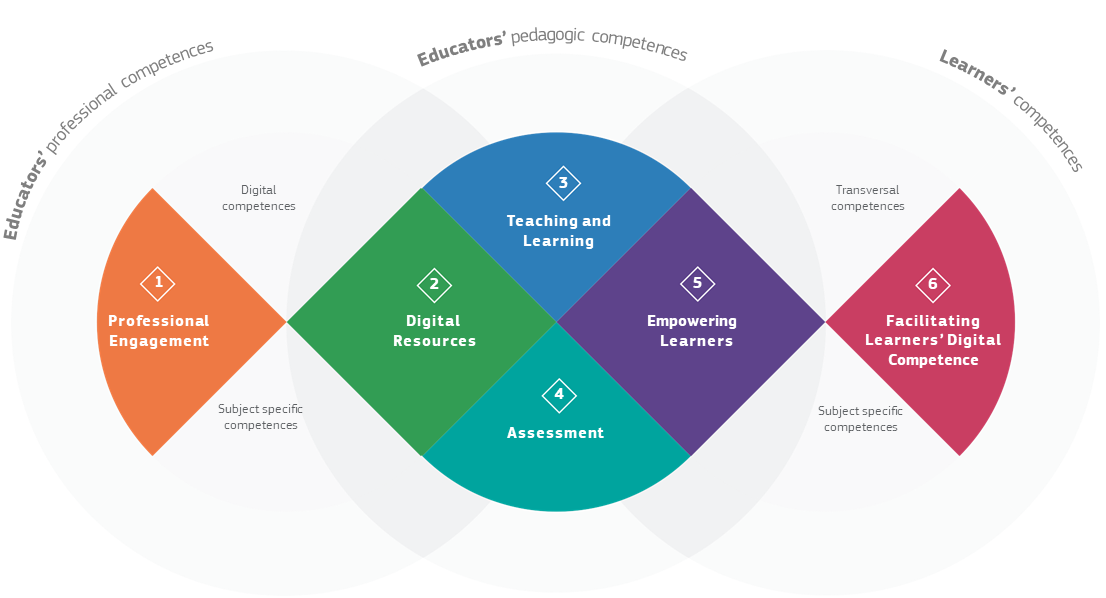 Educators’ professional competences
Educators’ pedagogic competences
Learners’ competences
Digital
competences
Transversal
competences
1
Professional
Engagement
2
Digital
Resources
3
Teaching and
Learning
4
Assessment
5
Empowering
Learners
6
Facilitating
Learners’ Digital
Competence
Subject specific
competences
Subject specific
competences